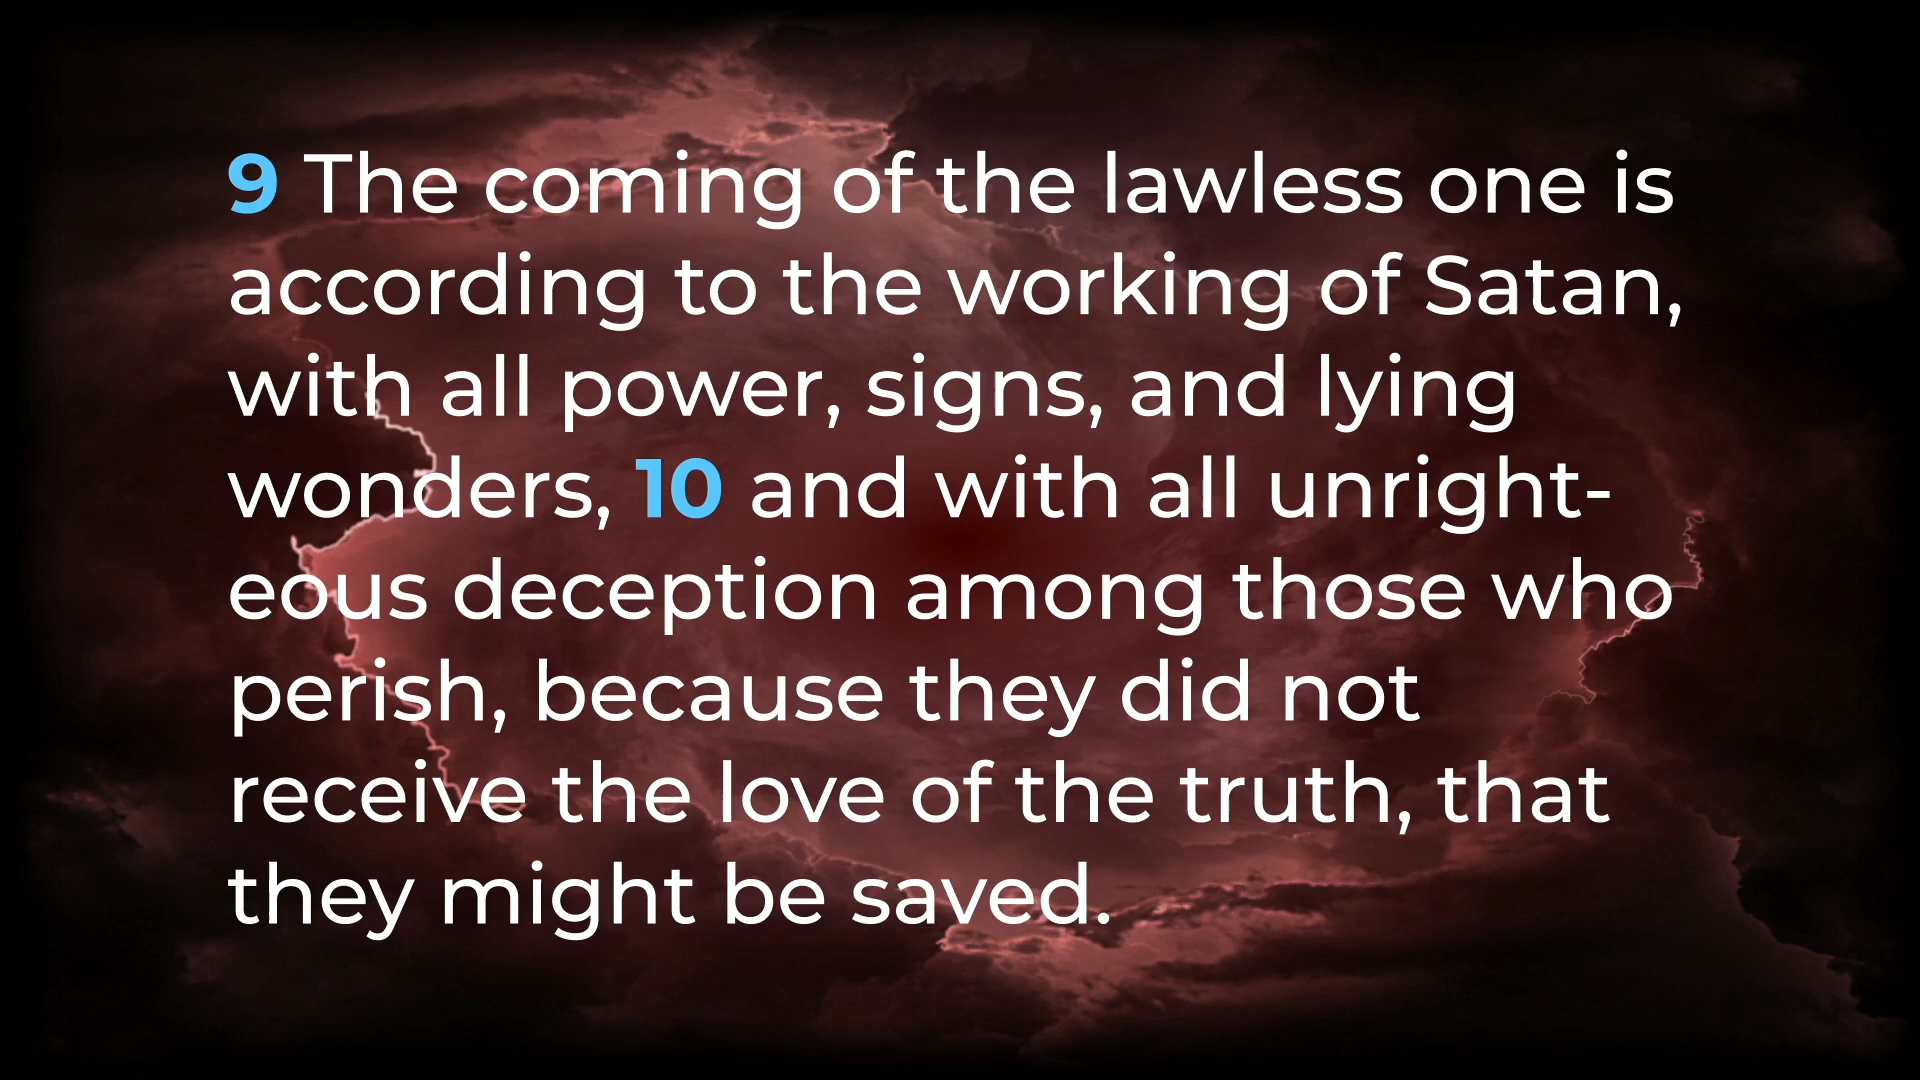 9 The coming of the lawless one is
according to the working of Satan,
with all power, signs, and lying
wonders, 10 and with all unright-
eous deception among those who
perish, because they did not
receive the love of the truth, that
they might be saved.